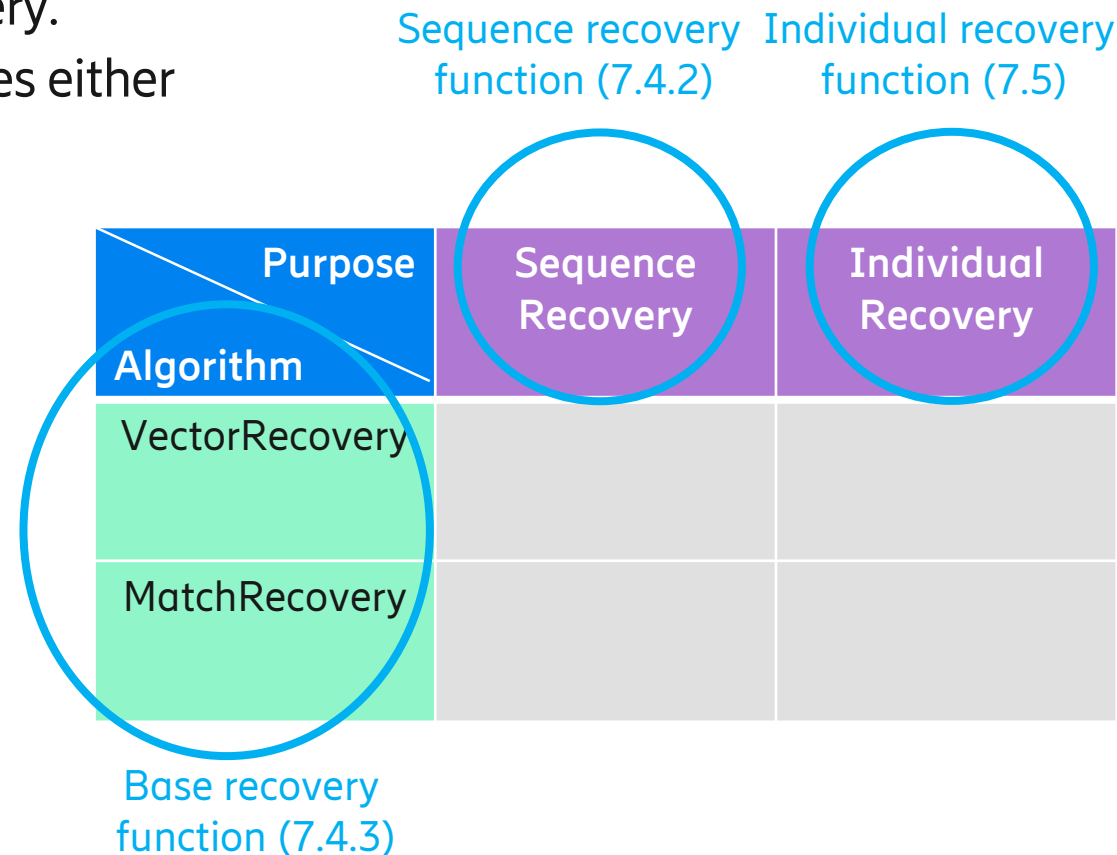 ery.
es either
Sequence recovery
function (7.4.2)
Individual recovery
function (7.5)
Purpose
Algorithm
Sequence
Recovery
Individual
Recovery
VectorRecovery
MatchRecovery
Base recovery
function (7.4.3)